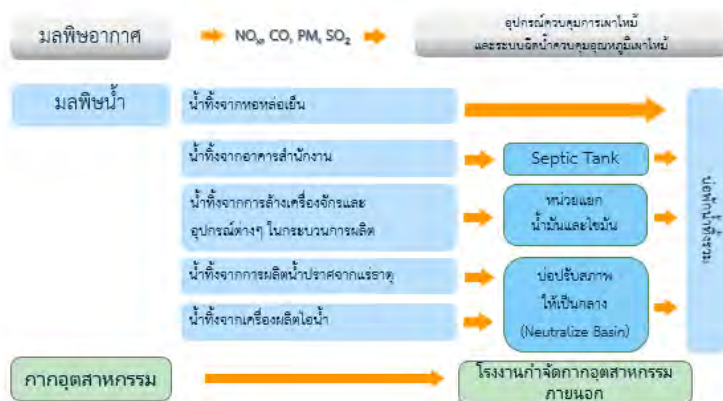 มลพิษอากาศ
NOₓ, CO, PM, SO₂
อุปกรณ์ควบคุมการเผาไหม้
และระบบฉีดน้ำควบคุมอุณหภูมิเผาไหม้
มลพิษน้ำ
น้ำทิ้งจากหอหล่อเย็น
น้ำทิ้งจากอาคารสำนักงาน
Septic Tank
น้ำทิ้งจากการล้างเครื่องจักรและ
อุปกรณ์ต่างๆ ในกระบวนการผลิต
หน่วยแยก
น้ำมันและไขมัน
น้ำทิ้งจากการผลิตน้ำปราศจากแร่ธาตุ
น้ำทิ้งจากเครื่องผลิตไอน้ำ
บ่อปรับสภาพ
ให้เป็นกลาง
(Neutralize Basin)
บ่อพักน้ำทิ้งรวม
กากอุตสาหกรรม
โรงงานกำจัดกากอุตสาหกรรม
ภายนอก